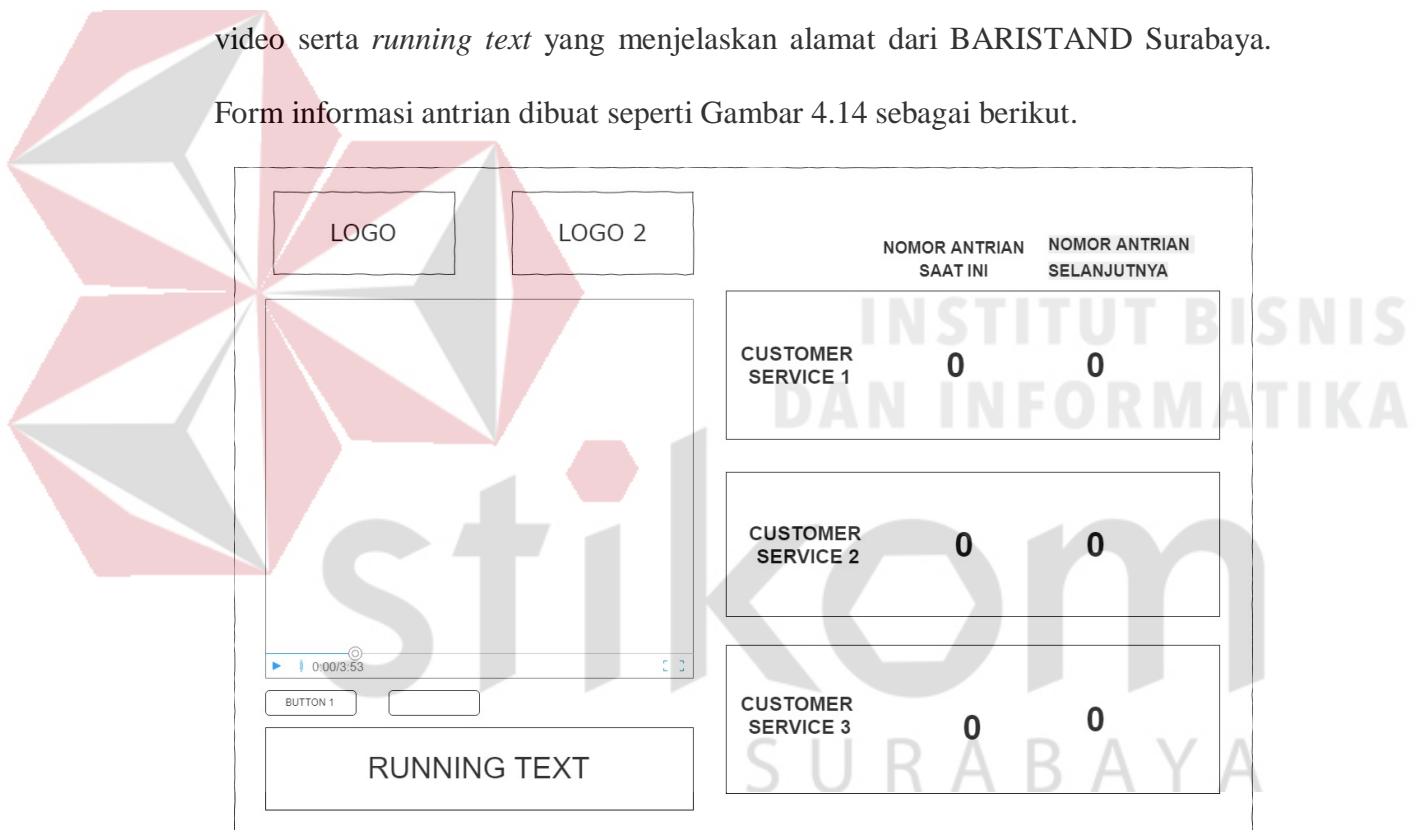 video serta running text yang menjelaskan alamat dari BARISTAND Surabaya.
Form informasi antrian dibuat seperti Gambar 4.14 sebagai berikut.
LOGO
LOGO 2
NOMOR ANTRIAN
SAAT INI
NOMOR ANTRIAN
SELANJUTNYA
INSTITUT BISNIS
DAN INFORMATIKA
stikom
SURABAYA
CUSTOMER
SERVICE 1
0
0
CUSTOMER
SERVICE 2
0
0
CUSTOMER
SERVICE 3
0
0
0:00/3:53
BUTTON 1
RUNNING TEXT